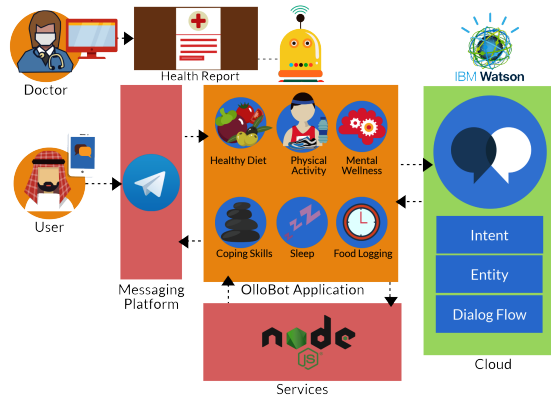 IBM Watson
Health Report
Doctor
Healthy Diet
Physical
Activity
Mental
Wellness
User
Coping Skills
Sleep
Food Logging
Intent
Entity
Dialog Flow
Messaging
Platform
OlloBot Application
node
JS
Services
Cloud